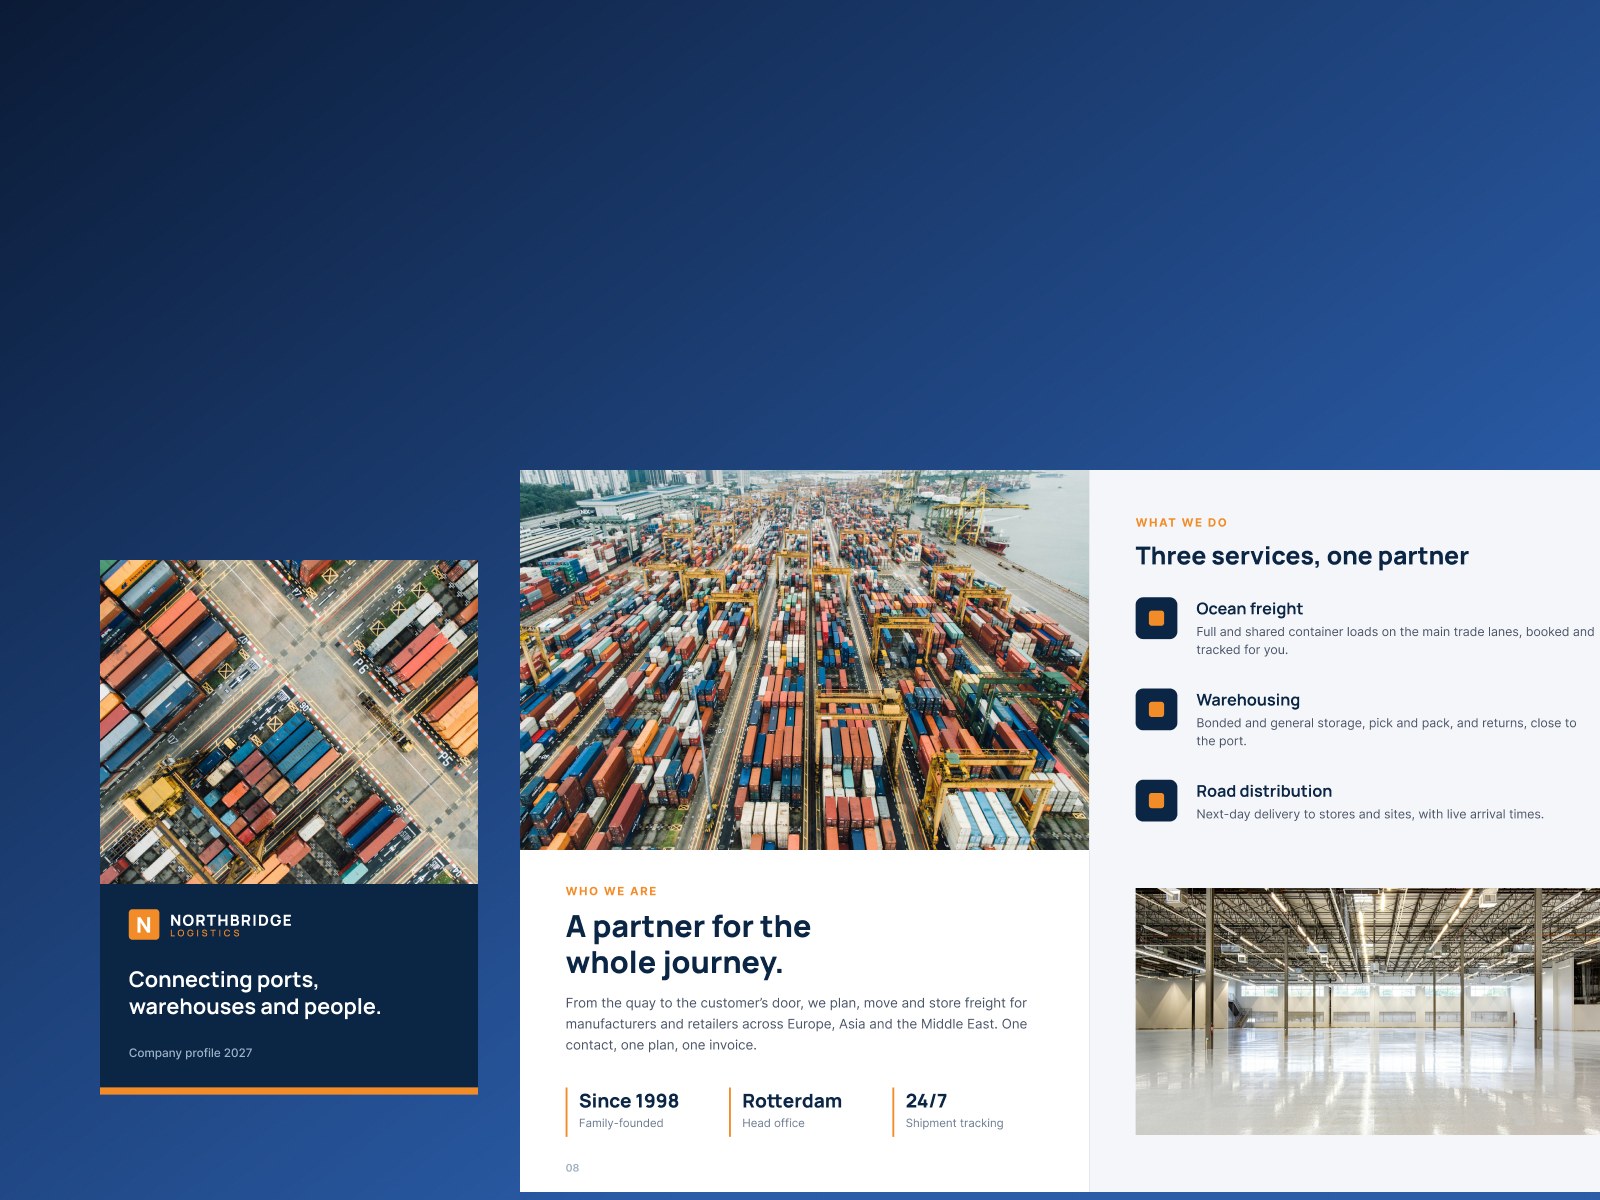 N
NORTHBRIDGE
LOGISTICS
Connecting ports,
warehouses and people.
Company profile 2027
WHO WE ARE
A partner for the
whole journey.
From the quay to the customer’s door, we plan, move and store freight for
manufacturers and retailers across Europe, Asia and the Middle East. One
contact, one plan, one invoice.
Since 1998
Family-founded
Rotterdam
Head office
24/7
Shipment tracking
08
WHAT WE DO
Three services, one partner
Ocean freight
Full and shared container loads on the main trade lanes, booked and
tracked for you.
Warehousing
Bonded and general storage, pick and pack, and returns, close to
the port.
Road distribution
Next-day delivery to stores and sites, with live arrival times.
P6
P5